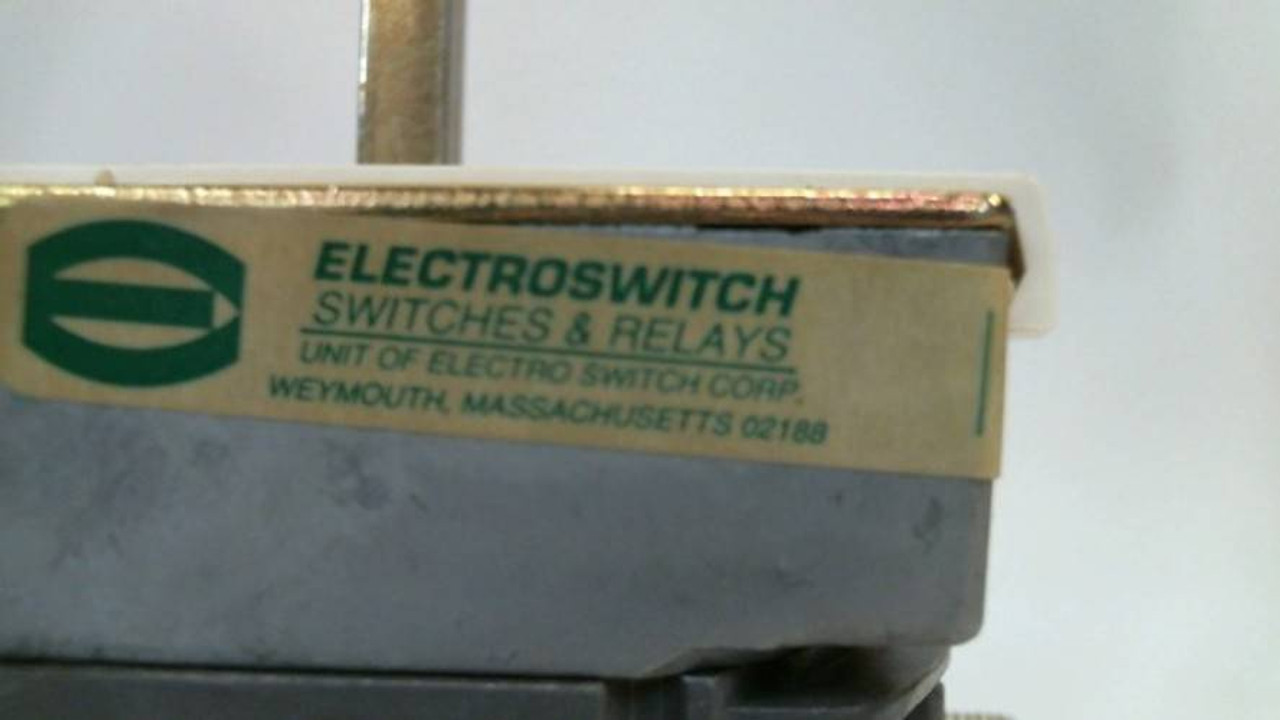 ELECTROSWITCH
SWITCHES & RELAYS
UNIT OF ELECTRO SWITCH CORP.
WEYMOUTH, MASSACHUSETTS 02188